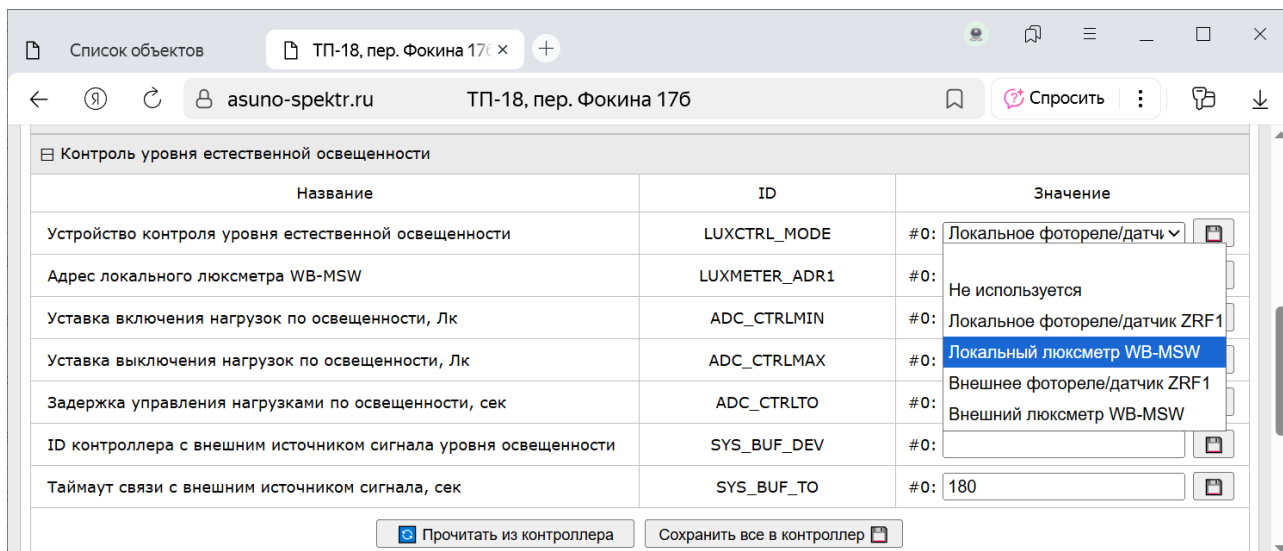 Список объектов
ТП-18, пер. Фокина 17б
asuno-spektr.ru ТП-18, пер. Фокина 17б Спросить
Контроль уровня естественной освещенности
Название ID Значение
Устройство контроля уровня естественной освещенности LUXCTRL_MODE #0: Локальное фотореле/датчи
Адрес локального люксметра WB-MSW LUXMETER_ADR1 #0:
Не используется
Уставка включения нагрузок по освещенности, Лк ADC_CTRLMIN #0: Локальное фотореле/датчик ZRF1
Уставка выключения нагрузок по освещенности, Лк ADC_CTRLMAX #0: Локальный люксметр WB-MSW
Задержка управления нагрузками по освещенности, сек ADC_CTRLTO #0: Внешнее фотореле/датчик ZRF1
Внешний люксметр WB-MSW
ID контроллера с внешним источником сигнала уровня освещенности SYS_BUF_DEV #0:
Таймаут связи с внешним источником сигнала, сек SYS_BUF_TO #0: 180
Прочитать из контроллера Сохранить все в контроллер